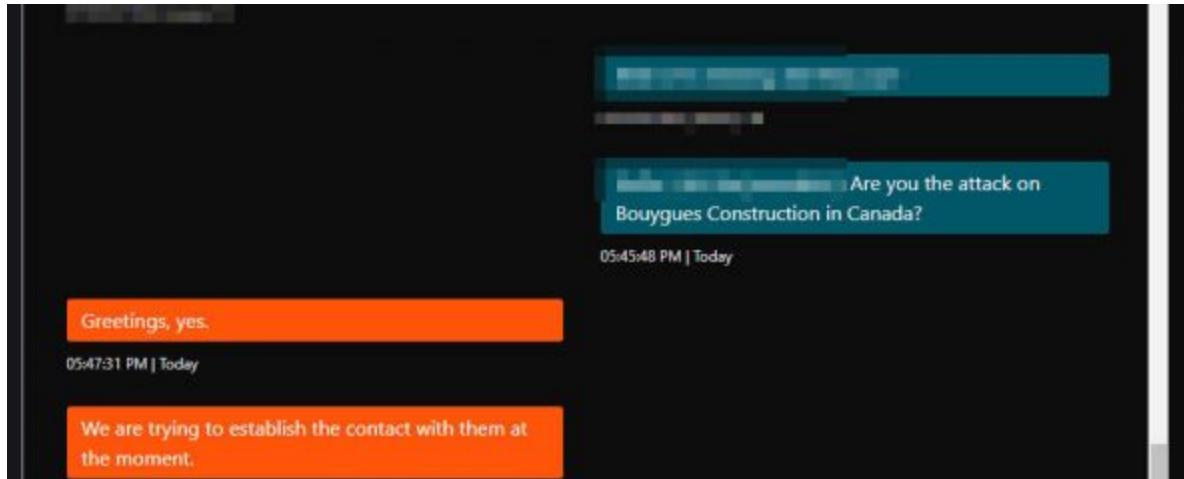 Are you the attack on
Bouygues Construction in Canada?
05:45:48 PM | Today
Greetings, yes.
05:47:31 PM | Today
We are trying to establish the contact with them at
the moment.